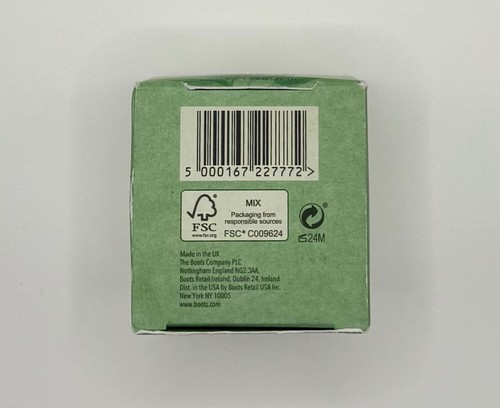 5 000167 227772 >
FSC
www.fsc.org
MIX
Packaging from
responsible sources
FSC® C009624
24M
Made in the UK
The Boots Company PLC
Nottingham England NG2 3AA.
Boots Retail Ireland, Dublin 24, Ireland
Dist. in the USA by Boots Retail USA Inc.
New York NY 10005
www.boots.com